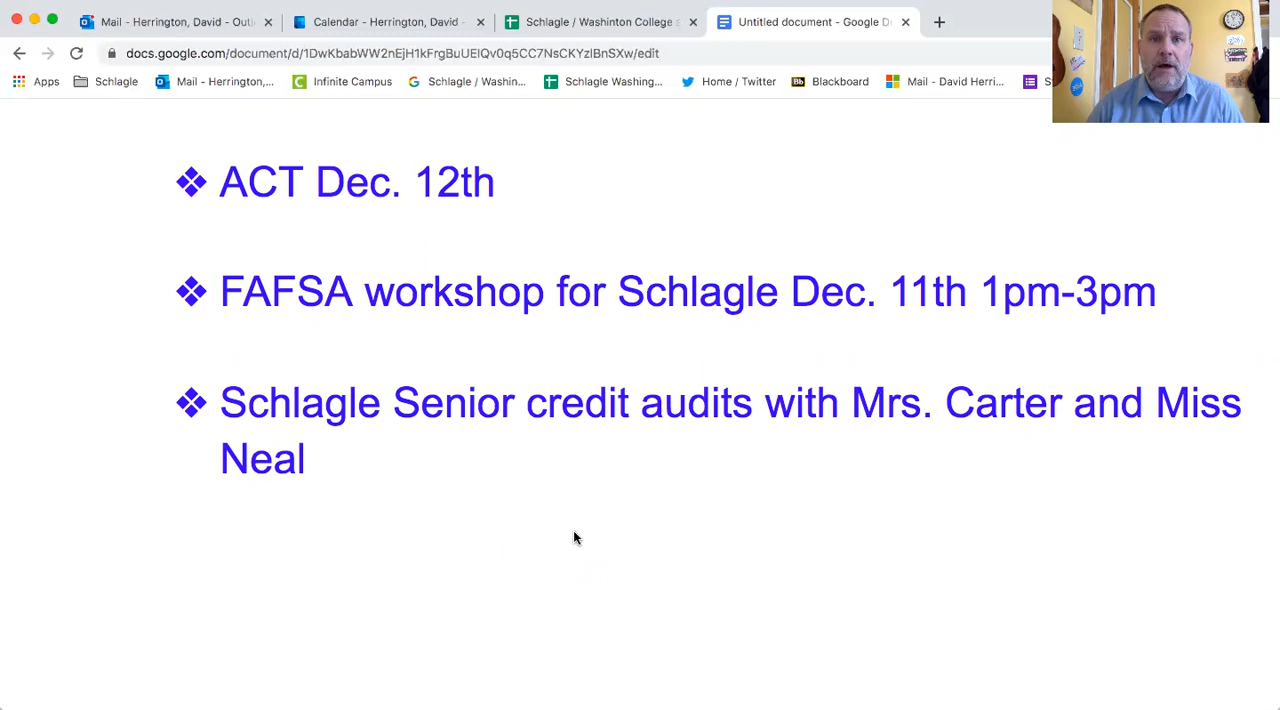 Mail - Herrington, David - Outl
Calendar - Herrington, David -
Schlagle / Washinton College s
Untitled document - Google D
docs.google.com/document/d/1DwKbabWW2nEjH1kFrgBuUElQv0q5CC7NsCKYzlBnSXw/edit
Apps
Schlagle
Mail - Herrington,...
Infinite Campus
Schlagle / Washin...
Schlagle Washing...
Home / Twitter
Bb Blackboard
Mail - David Herri...
S
❖ ACT Dec. 12th
❖ FAFSA workshop for Schlagle Dec. 11th 1pm-3pm
❖ Schlagle Senior credit audits with Mrs. Carter and Miss
Neal